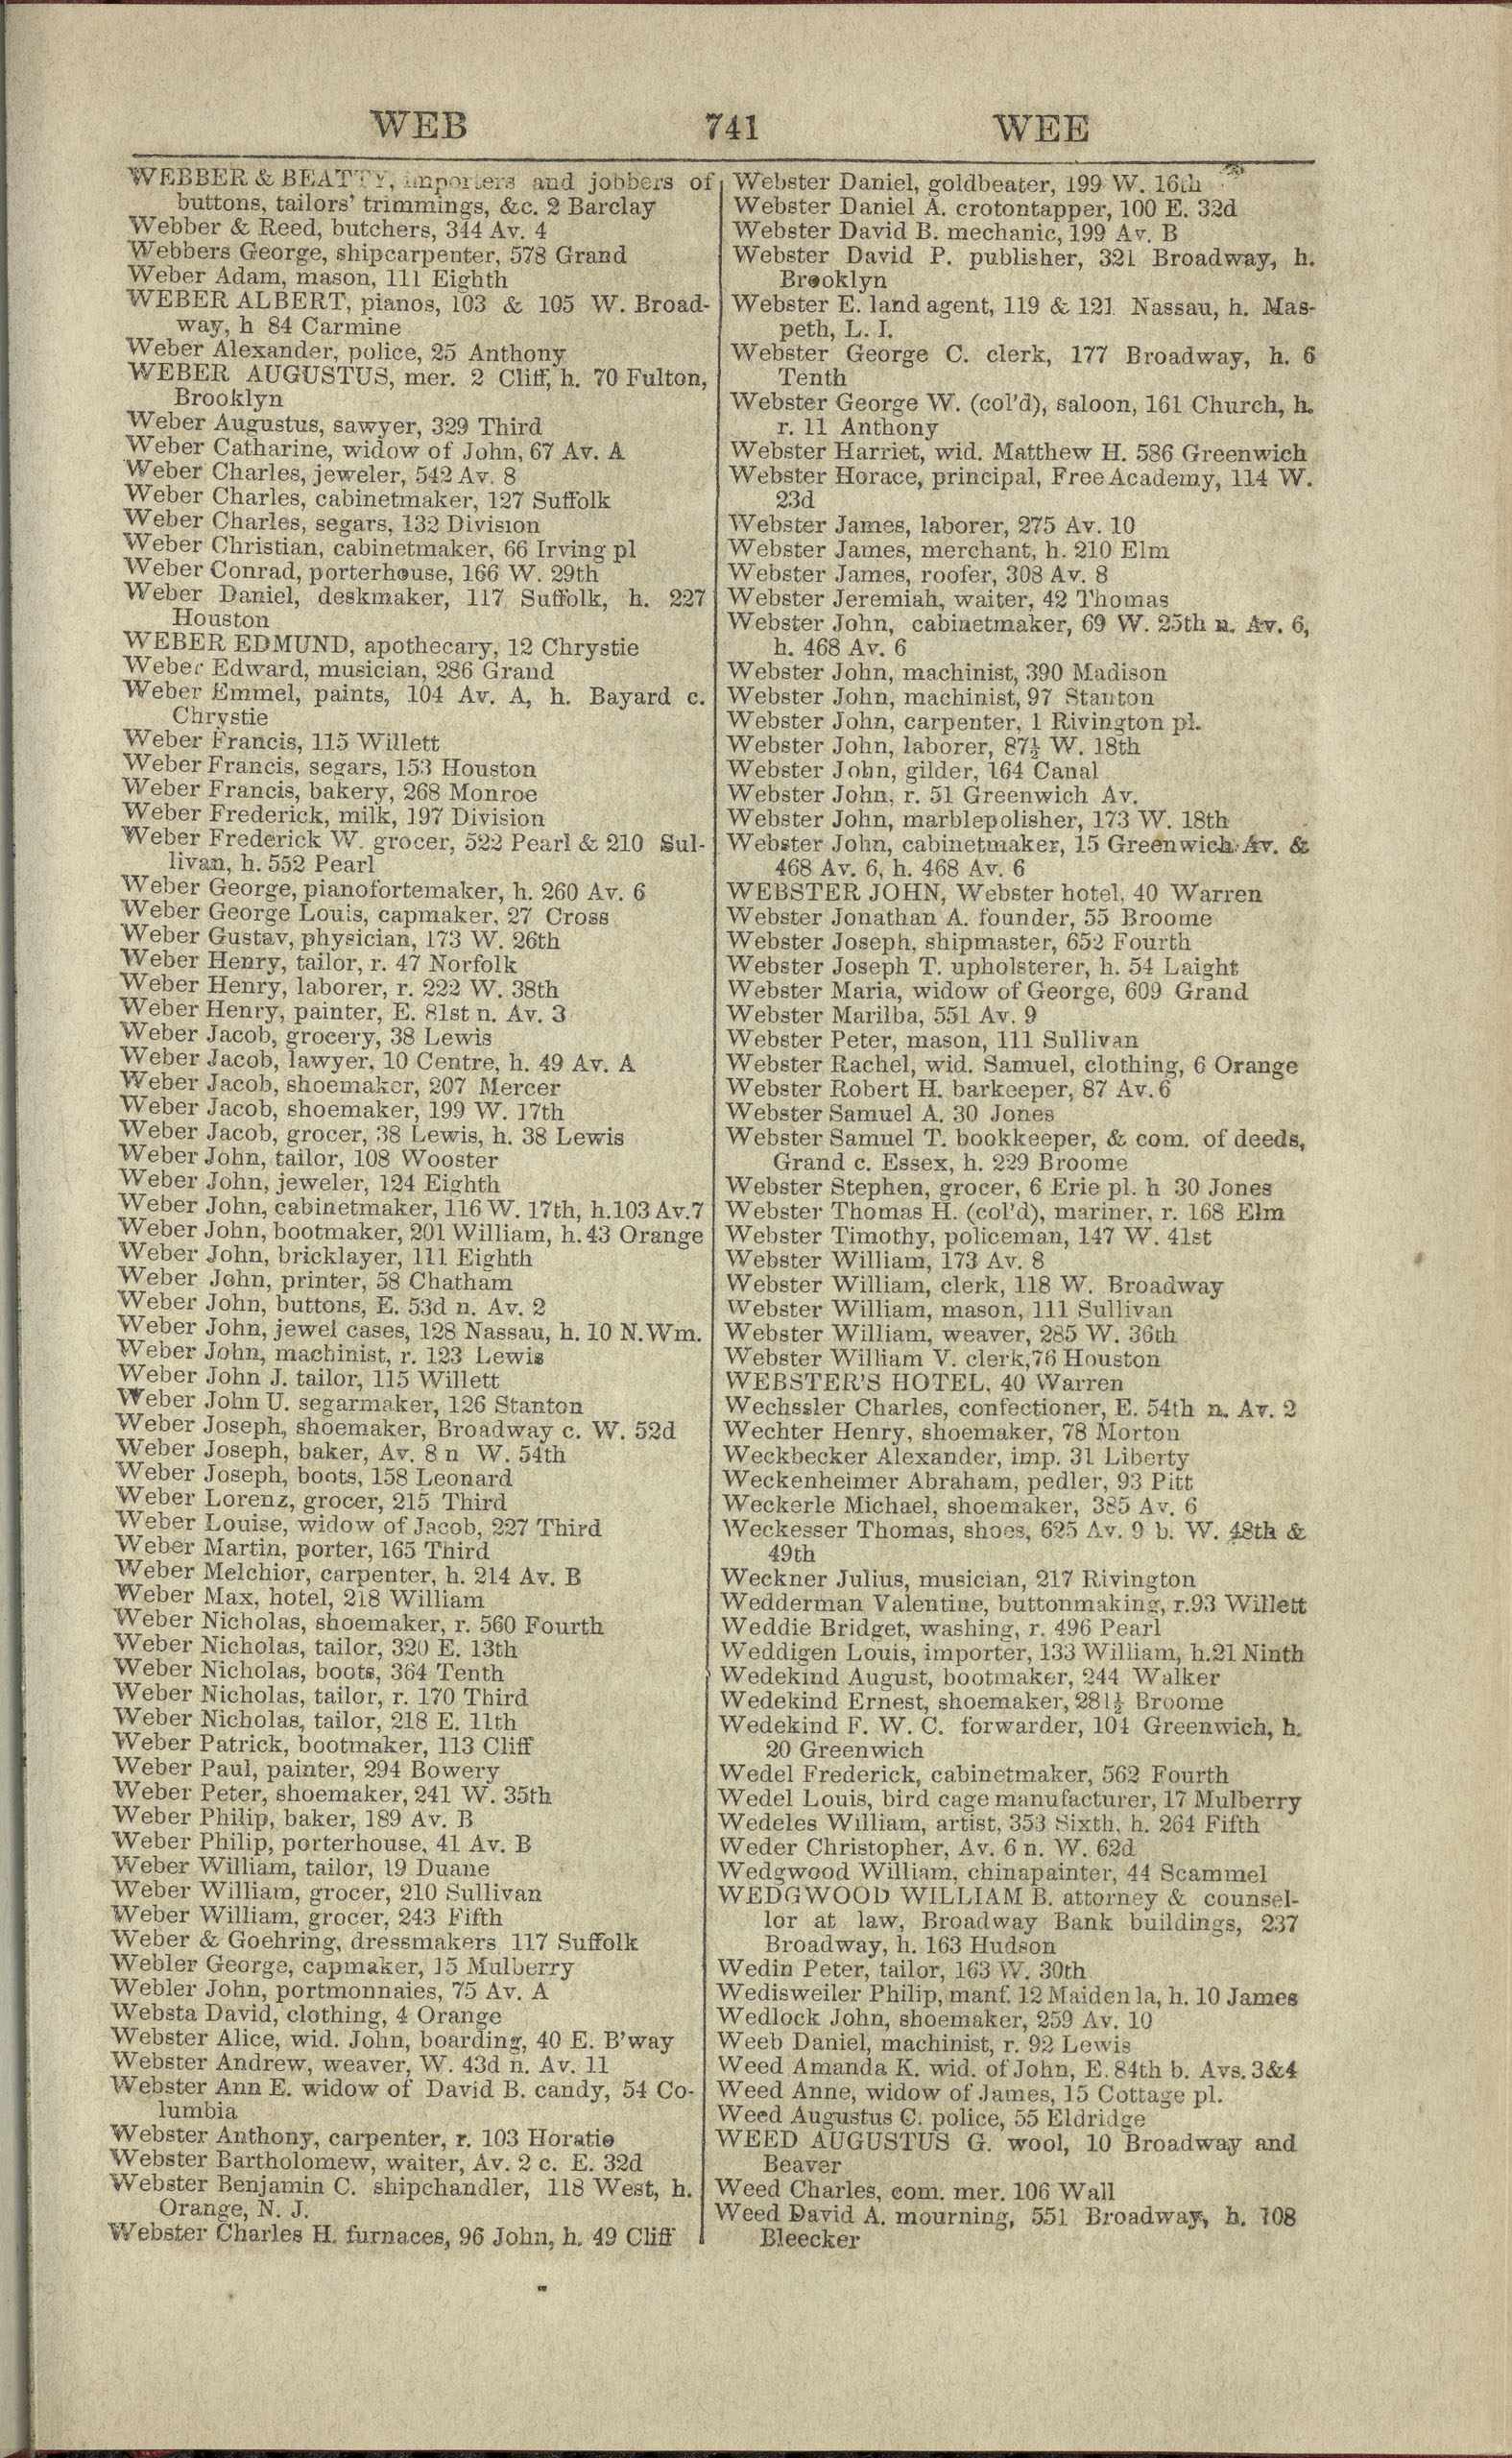 WEB 741 WEE
WEBBER & BEATTY, importers and jobbers of
buttons, tailors' trimmings, &c. 2 Barclay
Webber & Reed, butchers, 344 Av. 4
Webbers George, shipcarpenter, 578 Grand
Weber Adam, mason, 111 Eighth
WEBER ALBERT, pianos, 103 & 105 W. Broad-
way, h 84 Carmine
Weber Alexander, police, 25 Anthony
WEBER AUGUSTUS, mer. 2 Cliff, h. 70 Fulton,
Brooklyn
Weber Augustus, sawyer, 329 Third
Weber Catharine, widow of John, 67 Av. A
Weber Charles, jeweler, 542 Av. 8
Weber Charles, cabinetmaker, 127 Suffolk
Weber Charles, segars, 132 Division
Weber Christian, cabinetmaker, 66 Irving pl
Weber Conrad, porterhouse, 166 W. 29th
Weber Daniel, deskmaker, 117 Suffolk, h. 227
Houston
WEBER EDMUND, apothecary, 12 Chrystie
Weber Edward, musician, 286 Grand
Weber Emmel, paints, 104 Av. A, h. Bayard c.
Chrystie
Weber Francis, 115 Willett
Weber Francis, segars, 153 Houston
Weber Francis, bakery, 268 Monroe
Weber Frederick, milk, 197 Division
Weber Frederick W. grocer, 522 Pearl & 210 Sul-
livan, h. 552 Pearl
Weber George, pianofortemaker, h. 260 Av. 6
Weber George Louis, capmaker, 27 Cross
Weber Gustav, physician, 173 W. 26th
Weber Henry, tailor, r. 47 Norfolk
Weber Henry, laborer, r. 222 W. 38th
Weber Henry, painter, E. 81st n. Av. 3
Weber Jacob, grocery, 38 Lewis
Weber Jacob, lawyer, 10 Centre, h. 49 Av. A
Weber Jacob, shoemaker, 207 Mercer
Weber Jacob, shoemaker, 199 W. 17th
Weber Jacob, grocer, 38 Lewis, h. 38 Lewis
Weber John, tailor, 108 Wooster
Weber John, jeweler, 124 Eighth
Weber John, cabinetmaker, 116 W. 17th, h.103 Av.7
Weber John, bootmaker, 201 William, h. 43 Orange
Weber John, bricklayer, 111 Eighth
Weber John, printer, 58 Chatham
Weber John, buttons, E. 53d n. Av. 2
Weber John, jewel cases, 128 Nassau, h. 10 N.Wm.
Weber John, machinist, r. 123 Lewis
Weber John J. tailor, 115 Willett
Weber John U. segarmaker, 126 Stanton
Weber Joseph, shoemaker, Broadway c. W. 52d
Weber Joseph, baker, Av. 8 n W. 54th
Weber Joseph, boots, 158 Leonard
Weber Lorenz, grocer, 215 Third
Weber Louise, widow of Jacob, 227 Third
Weber Martin, porter, 165 Third
Weber Melchior, carpenter, h. 214 Av. B
Weber Max, hotel, 218 William
Weber Nicholas, shoemaker, r. 560 Fourth
Weber Nicholas, tailor, 320 E. 13th
Weber Nicholas, boots, 364 Tenth
Weber Nicholas, tailor, r. 170 Third
Weber Nicholas, tailor, 218 E. 11th
Weber Patrick, bootmaker, 113 Cliff
Weber Paul, painter, 294 Bowery
Weber Peter, shoemaker, 241 W. 35th
Weber Philip, baker, 189 Av. B
Weber Philip, porterhouse, 41 Av. B
Weber William, tailor, 19 Duane
Weber William, grocer, 210 Sullivan
Weber William, grocer, 243 Fifth
Weber & Goehring, dressmakers 117 Suffolk
Webler George, capmaker, 15 Mulberry
Webler John, portmonnaies, 75 Av. A
Websta David, clothing, 4 Orange
Webster Alice, wid. John, boarding, 40 E. B'way
Webster Andrew, weaver, W. 43d n. Av. 11
Webster Ann E. widow of David B. candy, 54 Co-
lumbia
Webster Anthony, carpenter, r. 103 Horatio
Webster Bartholomew, waiter, Av. 2 c. E. 32d
Webster Benjamin C. shipchandler, 118 West, h.
Orange, N. J.
Webster Charles H. furnaces, 96 John, h. 49 Cliff
Webster Daniel, goldbeater, 199 W. 16th
Webster Daniel A. crotontapper, 100 E. 32d
Webster David B. mechanic, 199 Av. B
Webster David P. publisher, 321 Broadway, h.
Brooklyn
Webster E. land agent, 119 & 121 Nassau, h. Mas-
peth, L. I.
Webster George C. clerk, 177 Broadway, h. 6
Tenth
Webster George W. (col'd), saloon, 161 Church, h.
r. 11 Anthony
Webster Harriet, wid. Matthew H. 586 Greenwich
Webster Horace, principal, Free Academy, 114 W.
23d
Webster James, laborer, 275 Av. 10
Webster James, merchant, h. 210 Elm
Webster James, roofer, 308 Av. 8
Webster Jeremiah, waiter, 42 Thomas
Webster John, cabinetmaker, 69 W. 25th n. Av. 6,
h. 468 Av. 6
Webster John, machinist, 390 Madison
Webster John, machinist, 97 Stanton
Webster John, carpenter, 1 Rivington pl.
Webster John, laborer, 87½ W. 18th
Webster John, gilder, 164 Canal
Webster John, r. 51 Greenwich Av.
Webster John, marblepolisher, 173 W. 18th
Webster John, cabinetmaker, 15 Greenwich Av. &
468 Av. 6, h. 468 Av. 6
WEBSTER JOHN, Webster hotel, 40 Warren
Webster Jonathan A. founder, 55 Broome
Webster Joseph, shipmaster, 652 Fourth
Webster Joseph T. upholsterer, h. 54 Laight
Webster Maria, widow of George, 609 Grand
Webster Marilba, 551 Av. 9
Webster Peter, mason, 111 Sullivan
Webster Rachel, wid. Samuel, clothing, 6 Orange
Webster Robert H. barkeeper, 87 Av. 6
Webster Samuel A. 30 Jones
Webster Samuel T. bookkeeper, & com. of deeds,
Grand c. Essex, h. 229 Broome
Webster Stephen, grocer, 6 Erie pl. h 30 Jones
Webster Thomas H. (col'd), mariner, r. 168 Elm
Webster Timothy, policeman, 147 W. 41st
Webster William, 173 Av. 8
Webster William, clerk, 118 W. Broadway
Webster William, mason, 111 Sullivan
Webster William, weaver, 285 W. 36th
Webster William V. clerk,76 Houston
WEBSTER'S HOTEL, 40 Warren
Wechssler Charles, confectioner, E. 54th n. Av. 2
Wechter Henry, shoemaker, 78 Morton
Weckbecker Alexander, imp. 31 Liberty
Weckenheimer Abraham, pedler, 93 Pitt
Weckerle Michael, shoemaker, 385 Av. 6
Weckesser Thomas, shoes, 625 Av. 9 b. W. 48th &
49th
Weckner Julius, musician, 217 Rivington
Wedderman Valentine, buttonmaking, r.93 Willett
Weddie Bridget, washing, r. 496 Pearl
Weddigen Louis, importer, 133 William, h.21 Ninth
Wedekind August, bootmaker, 244 Walker
Wedekind Ernest, shoemaker, 281½ Broome
Wedekind F. W. C. forwarder, 104 Greenwich, h.
20 Greenwich
Wedel Frederick, cabinetmaker, 562 Fourth
Wedel Louis, bird cage manufacturer, 17 Mulberry
Wedeles William, artist, 353 Sixth, h. 264 Fifth
Weder Christopher, Av. 6 n. W. 62d
Wedgwood William, chinapainter, 44 Scammel
WEDGWOOD WILLIAM B. attorney & counsel-
lor at law, Broadway Bank buildings, 237
Broadway, h. 163 Hudson
Wedin Peter, tailor, 163 W. 30th
Wedisweiler Philip, manf. 12 Maiden la, h. 10 James
Wedlock John, shoemaker, 259 Av. 10
Weeb Daniel, machinist, r. 92 Lewis
Weed Amanda K. wid. of John, E. 84th b. Avs. 3&4
Weed Anne, widow of James, 15 Cottage pl.
Weed Augustus C. police, 55 Eldridge
WEED AUGUSTUS G. wool, 10 Broadway and
Beaver
Weed Charles, com. mer. 106 Wall
Weed David A. mourning, 551 Broadway, h. 108
Bleecker